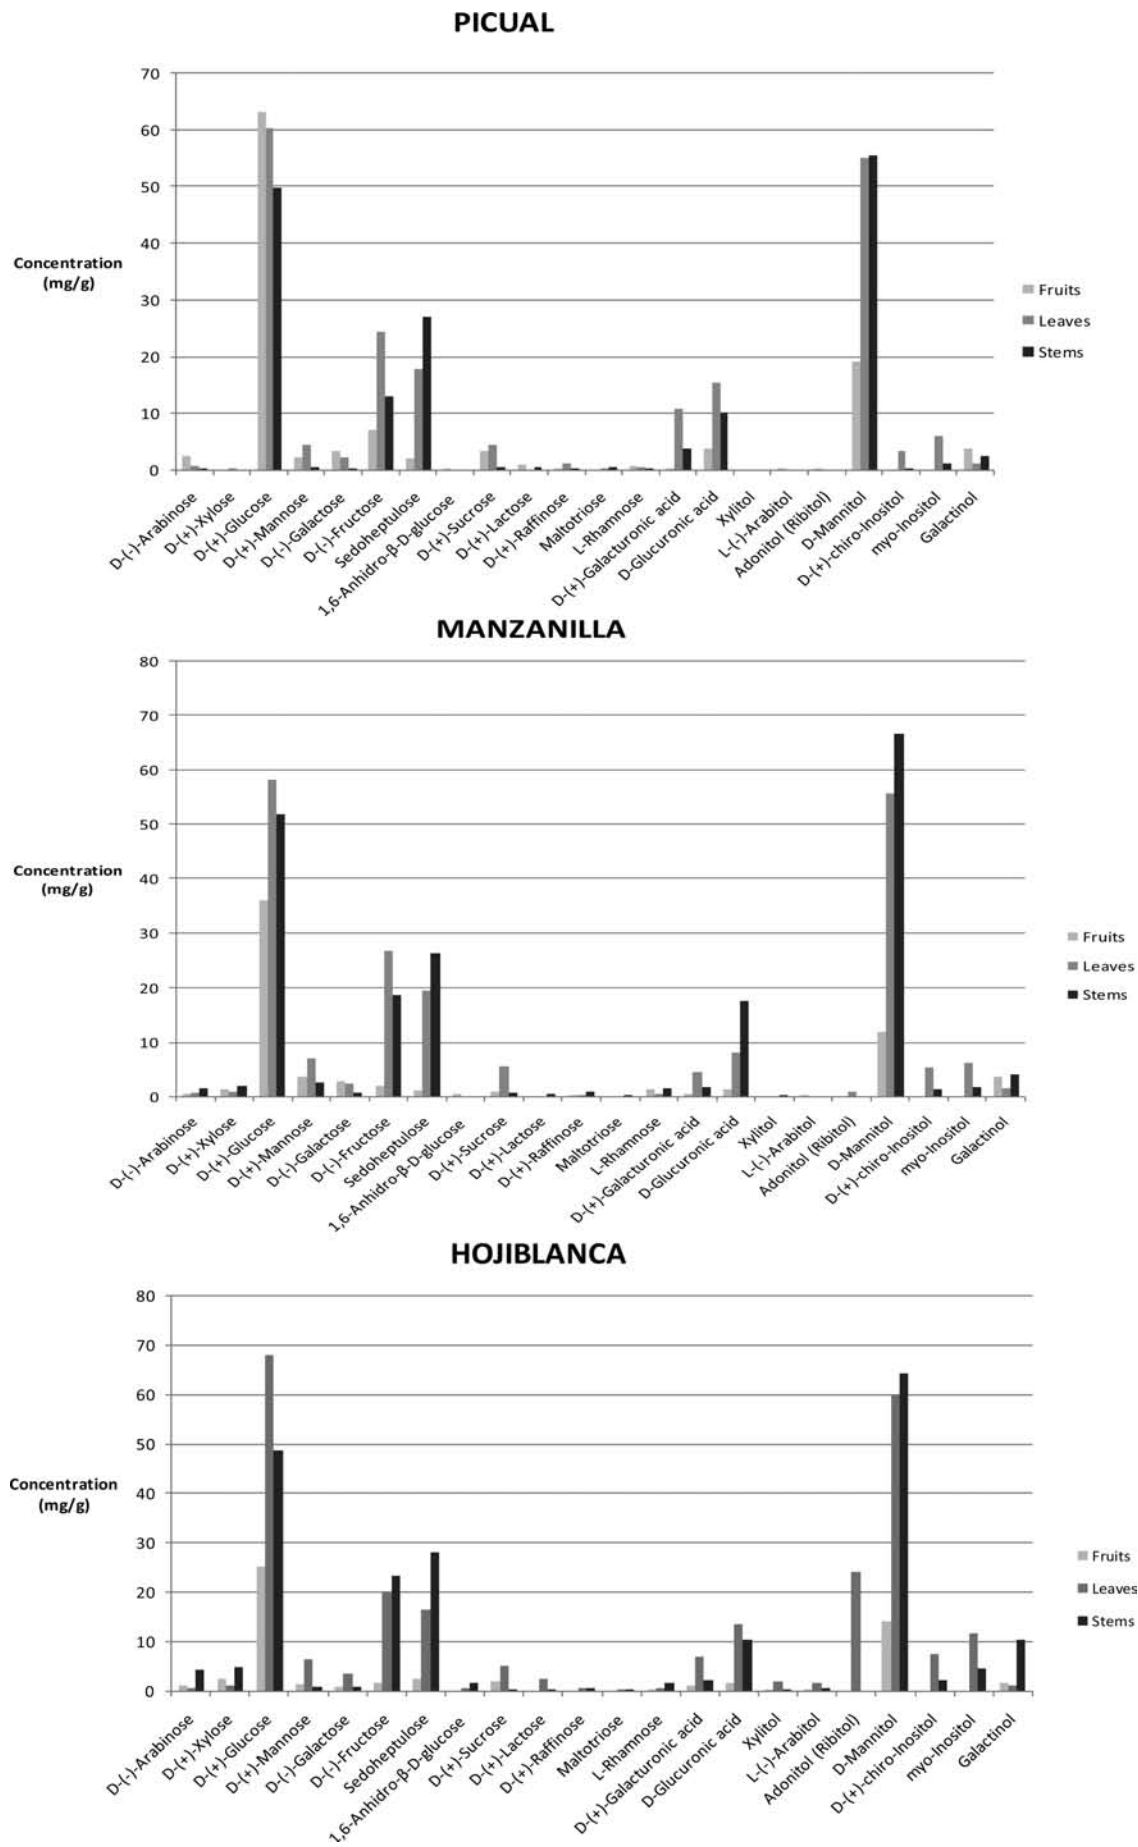 PICUAL
70
60
50
40
30
20
10
0
Concentration
(mg/g)
Fruits
Leaves
Stems
D-(-)-Arabinose
D-(+)-Xylose
D-(+)-Glucose
D-(+)-Mannose
D-(-)-Galactose
D-(-)-Fructose
Sedoheptulose
1,6-Anhidro-β-D-glucose
D-(+)-Sucrose
D-(+)-Lactose
D-(+)-Raffinose
Maltotriose
L-Rhamnose
D-(+)-Galacturonic acid
D-Glucuronic acid
Xylitol
L-(-)-Arabitol
Adonitol (Ribitol)
D-Mannitol
D-(+)-chiro-Inositol
myo-Inositol
Galactinol
MANZANILLA
80
70
60
50
40
30
20
10
0
Concentration
(mg/g)
Fruits
Leaves
Stems
D-(-)-Arabinose
D-(+)-Xylose
D-(+)-Glucose
D-(+)-Mannose
D-(-)-Galactose
D-(-)-Fructose
Sedoheptulose
1,6-Anhidro-β-D-glucose
D-(+)-Sucrose
D-(+)-Lactose
D-(+)-Raffinose
Maltotriose
L-Rhamnose
D-(+)-Galacturonic acid
D-Glucuronic acid
Xylitol
L-(-)-Arabitol
Adonitol (Ribitol)
D-Mannitol
D-(+)-chiro-Inositol
myo-Inositol
Galactinol
HOJIBLANCA
80
70
60
50
40
30
20
10
0
Concentration
(mg/g)
Fruits
Leaves
Stems
D-(-)-Arabinose
D-(+)-Xylose
D-(+)-Glucose
D-(+)-Mannose
D-(-)-Galactose
D-(-)-Fructose
Sedoheptulose
1,6-Anhidro-β-D-glucose
D-(+)-Sucrose
D-(+)-Lactose
D-(+)-Raffinose
Maltotriose
L-Rhamnose
D-(+)-Galacturonic acid
D-Glucuronic acid
Xylitol
L-(-)-Arabitol
Adonitol (Ribitol)
D-Mannitol
D-(+)-chiro-Inositol
myo-Inositol
Galactinol